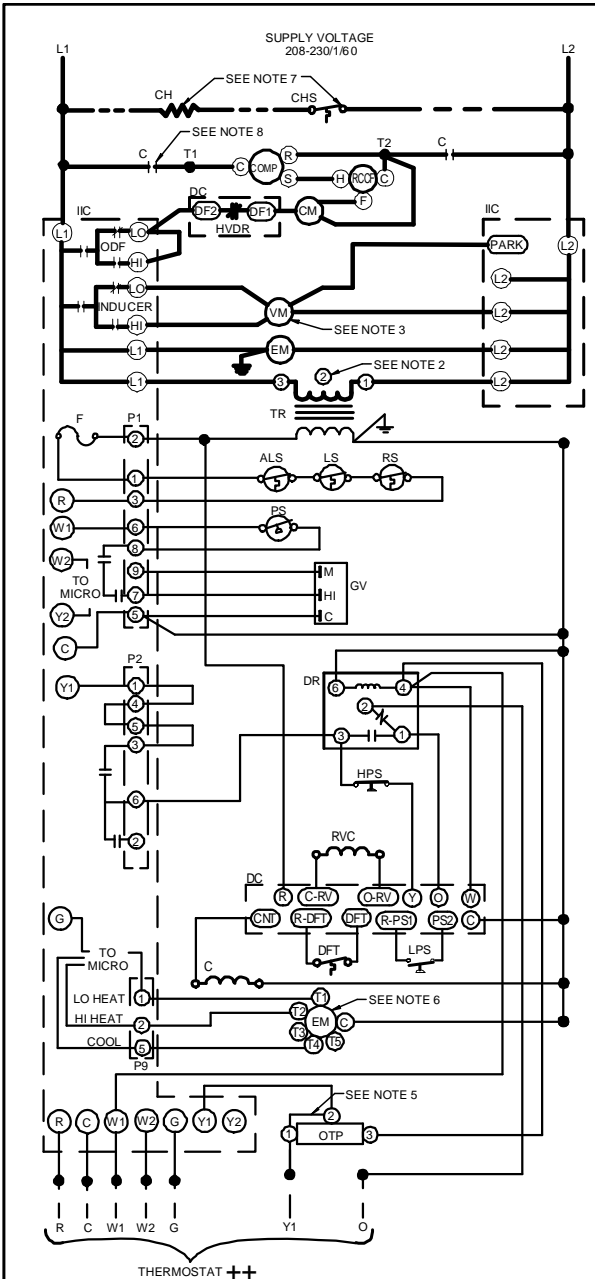 SUPPLY VOLTAGE
208-230/1/60
L1
L2
SEE NOTE 7
CH
CHS
SEE NOTE 8
C
T1
C
COMP
R
S
H
RCCF
C
F
T2
C
DC
DF2
DF1
HVDR
CM
IIC
L1
LO
ODF
HI
LO
INDUCER
HI
L1
L1
IIC
PARK
L2
L2
L2
L2
L2
VM
SEE NOTE 3
EM
2
SEE NOTE 2
3
1
TR
F
P1
2
1
3
6
8
9
7
5
R
W1
W2
TO
MICRO
Y2
C
ALS
LS
RS
PS
M
HI
C
GV
P2
Y1
1
4
5
3
6
2
DR
6
4
2
3
1
HPS
RVC
DC
R
C-RV
O-RV
Y
O
W
CNT
R-DFT
DFT
R-PS1
PS2
C
DFT
LPS
C
G
TO
MICRO
LO HEAT
1
HI HEAT
2
COOL
5
P9
T1
T2
T3
T4
T5
EM
C
SEE NOTE 6
SEE NOTE 5
R
C
W1
W2
G
Y1
Y2
1
2
OTP
3
R
C
W1
W2
G
Y1
O
THERMOSTAT ++